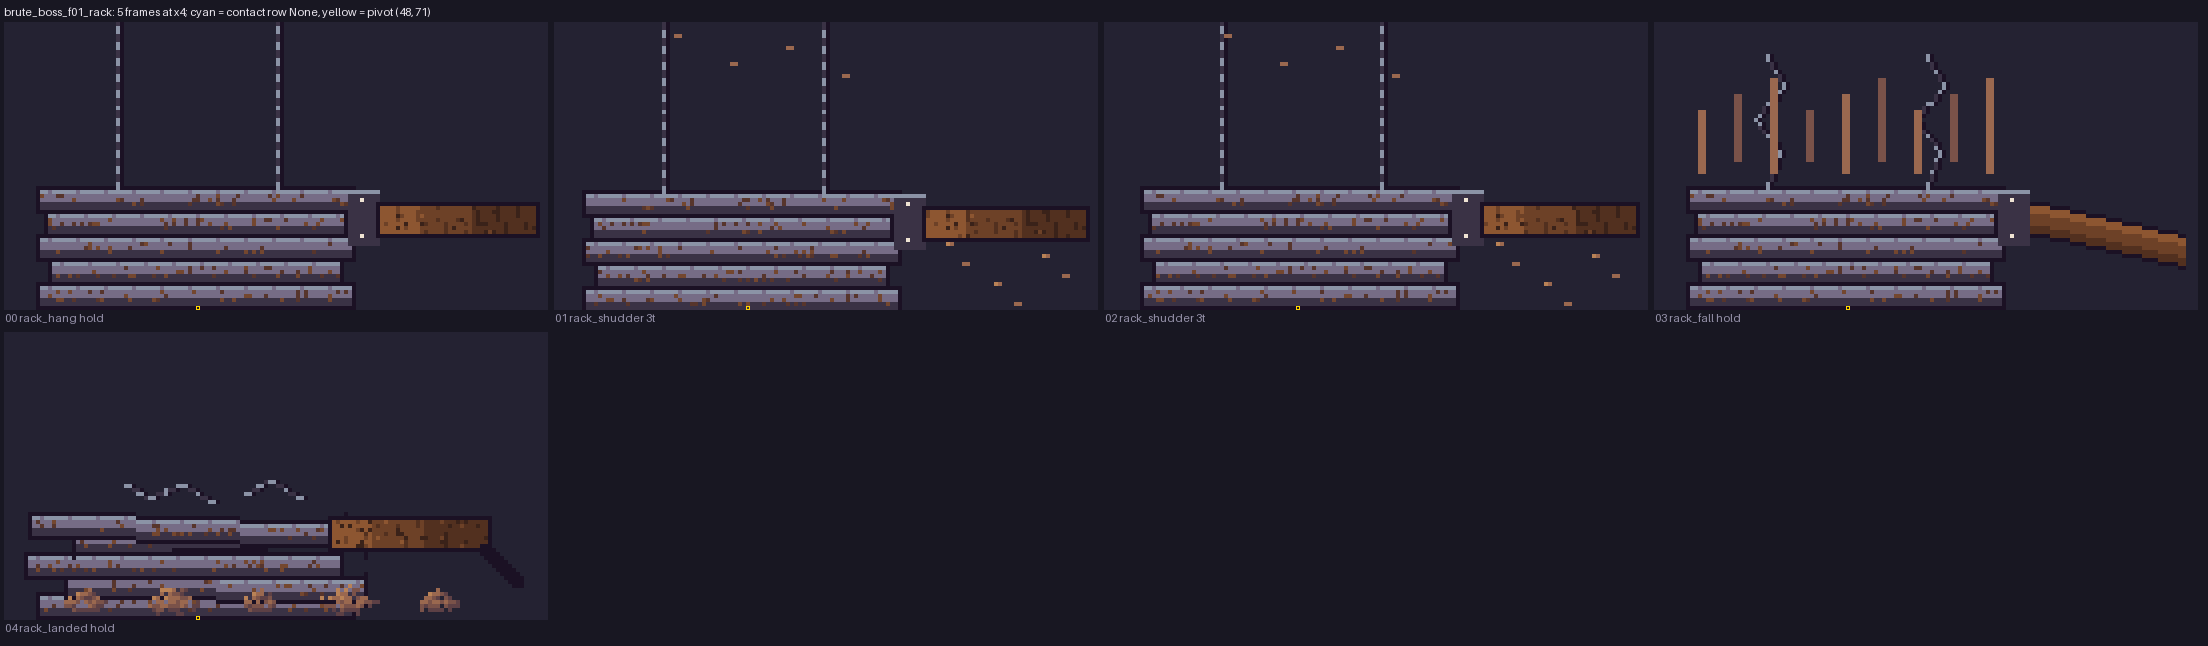 brute_boss_f01_rack: 5 frames at x4; cyan = contact row None, yellow = pivot (48,71)
00 rack_hang hold
01 rack_shudder 3t
02 rack_shudder 3t
03 rack_fall hold
04 rack_landed hold